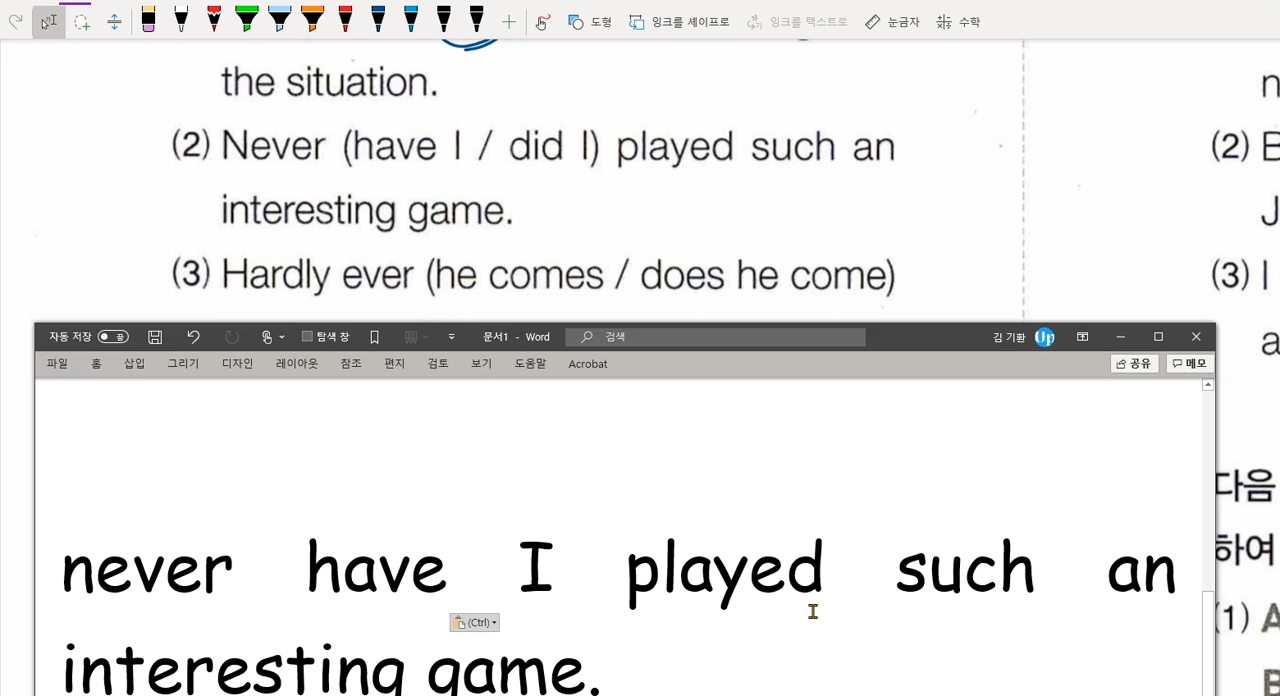 도형
잉크를 셰이프로
잉크를 텍스트로
눈금자
수학
the situation.
(2) Never (have I / did I) played such an
interesting game.
(3) Hardly ever (he comes / does he come)
n
(2) B
J
(3) I
a
자동 저장 끔
탐색 창
문서1 - Word
검색
김 기환
Up
파일 홈 삽입 그리기 디자인 레이아웃 참조 편지 검토 보기 도움말 Acrobat
공유
메모
never have I played such an
(Ctrl)
interesting game.
다음
하여
(1) A
B